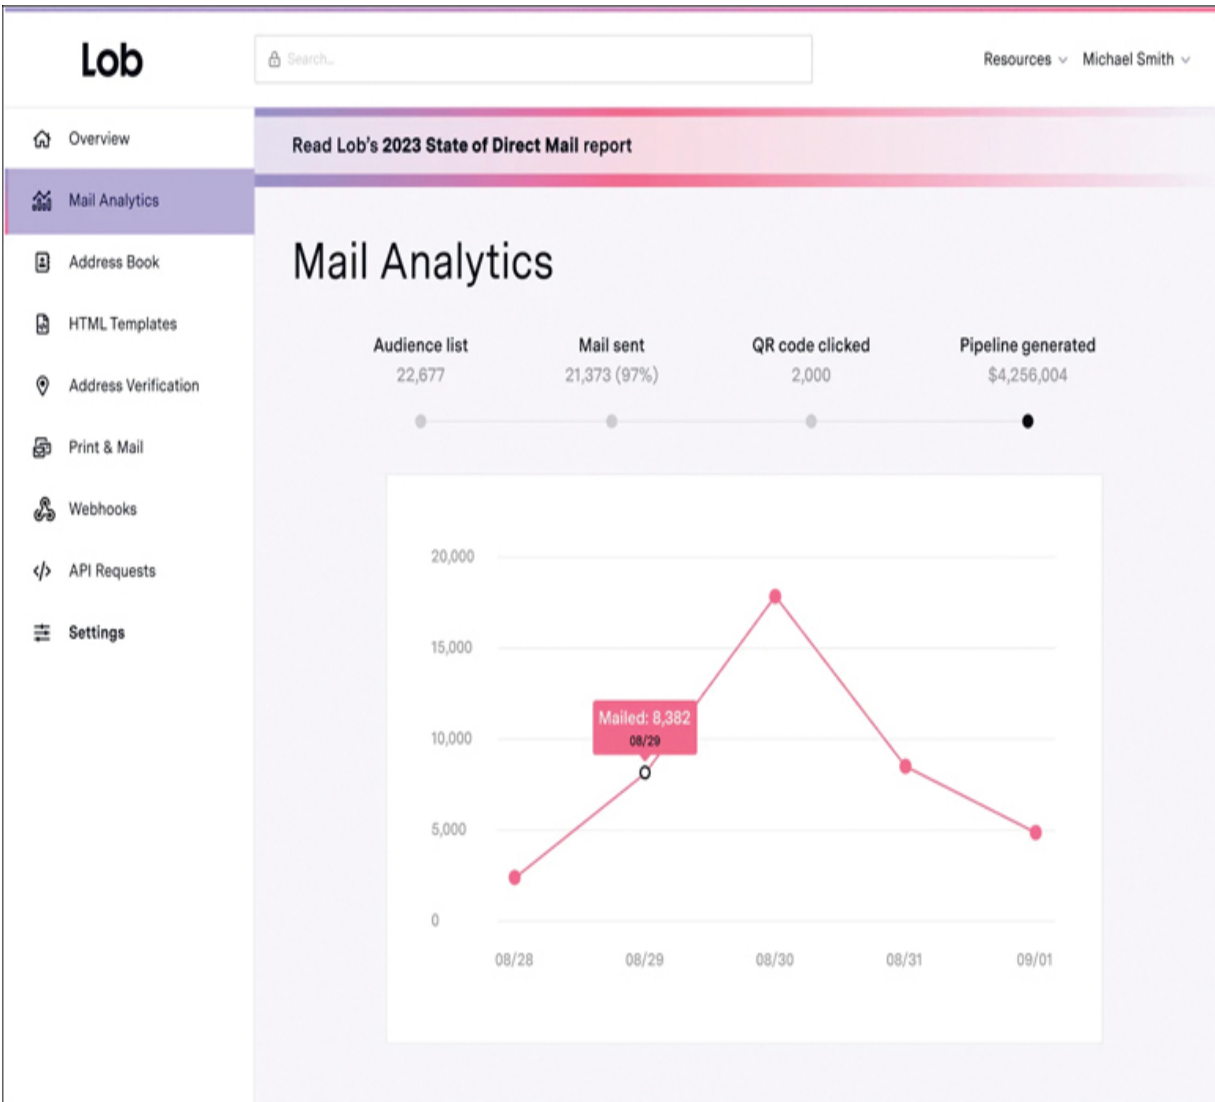 Lob
Search...
Resources
Michael Smith
Overview
Mail Analytics
Address Book
HTML Templates
Address Verification
Print & Mail
Webhooks
API Requests
Settings
Read Lob's 2023 State of Direct Mail report
Mail Analytics
Audience list
22,677
Mail sent
21,373 (97%)
QR code clicked
2,000
Pipeline generated
$4,256,004
20,000
15,000
10,000
5,000
0
Mailed: 8,382
08/29
08/28 08/29 08/30 08/31 09/01